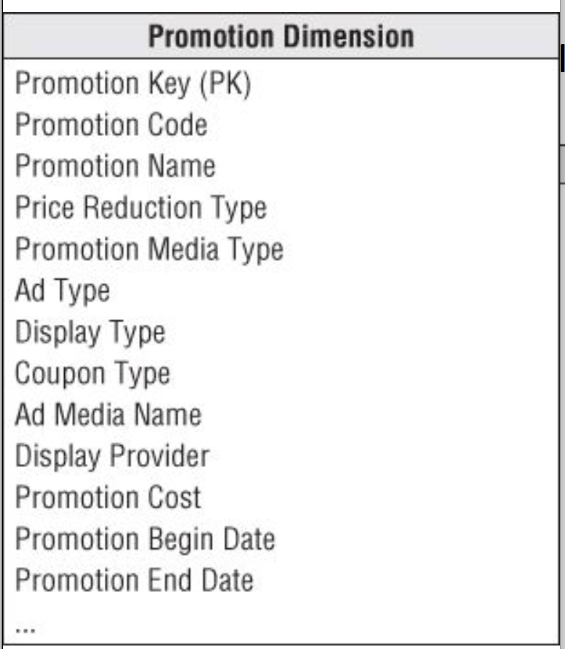 Promotion Dimension
Promotion Key (PK)
Promotion Code
Promotion Name
Price Reduction Type
Promotion Media Type
Ad Type
Display Type
Coupon Type
Ad Media Name
Display Provider
Promotion Cost
Promotion Begin Date
Promotion End Date
...